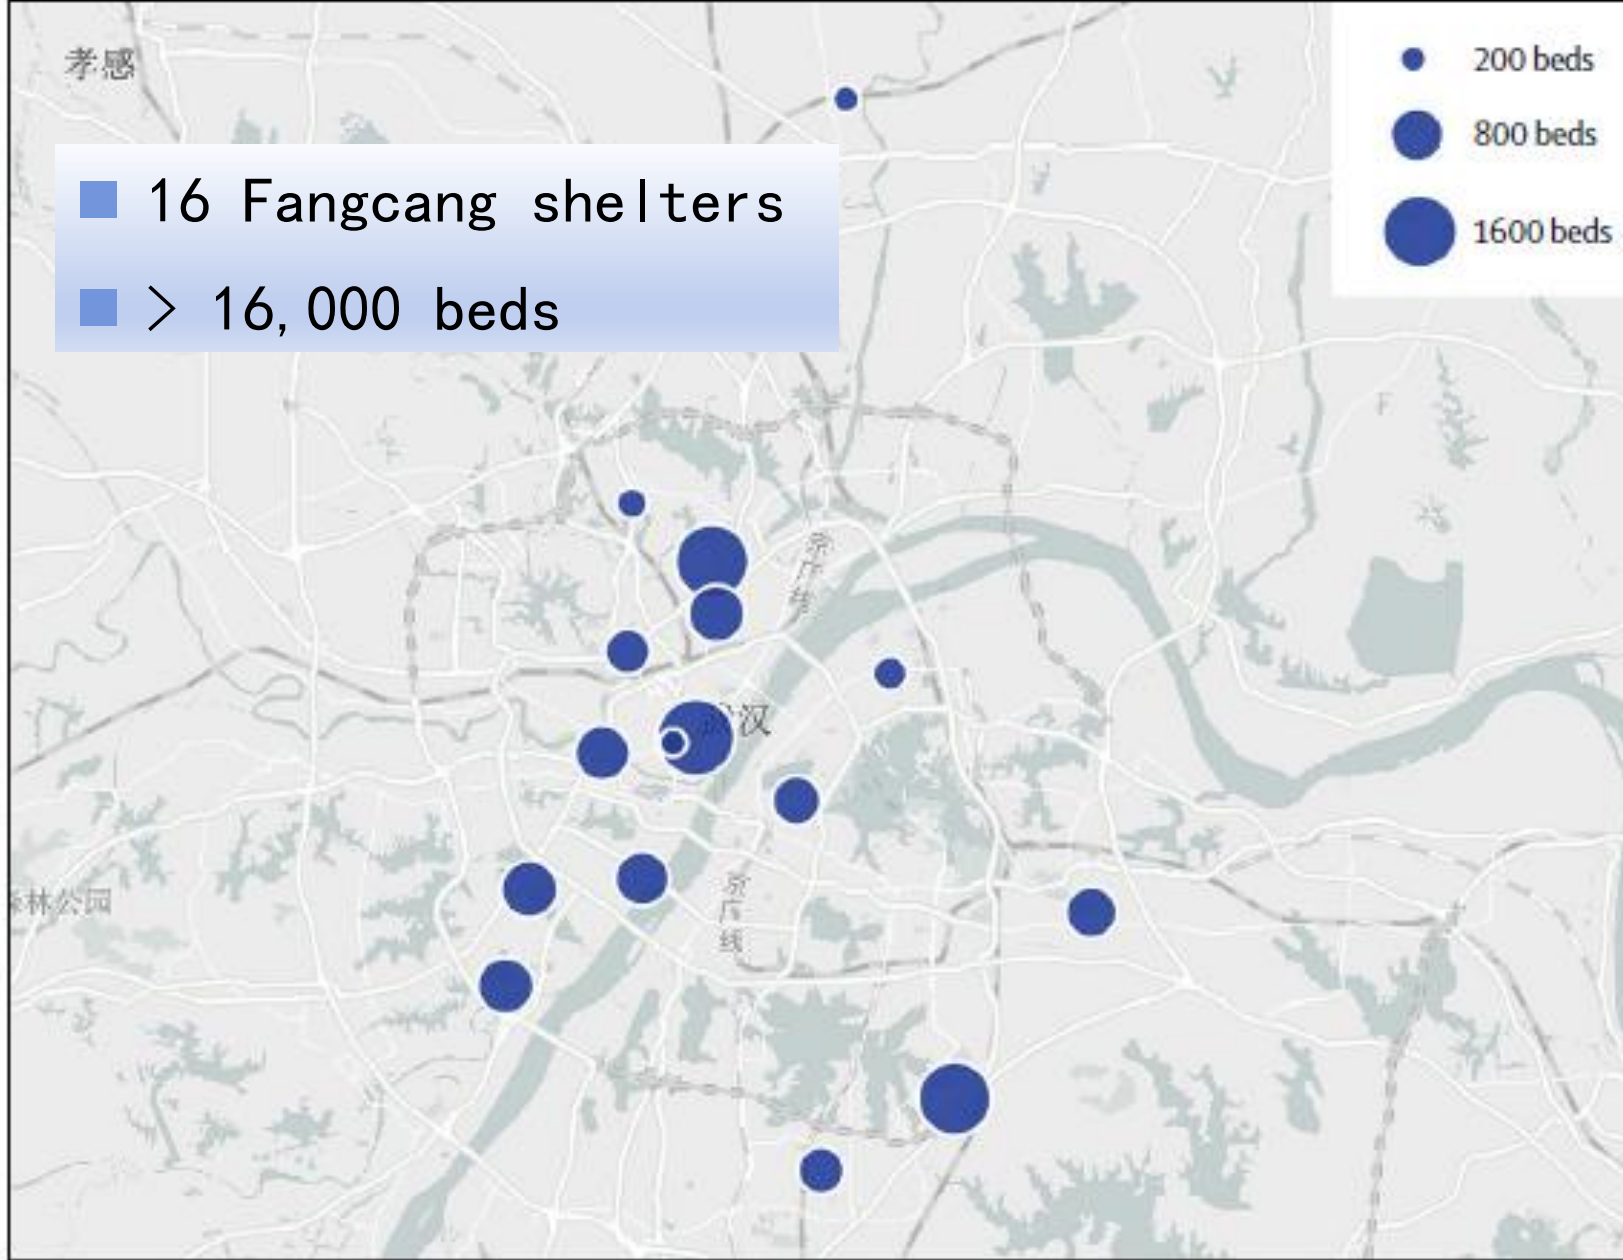 孝感
200 beds
800 beds
1600 beds
■ 16 Fangcang shelters
■ > 16,000 beds
京广线
武汉
京广线
林公园